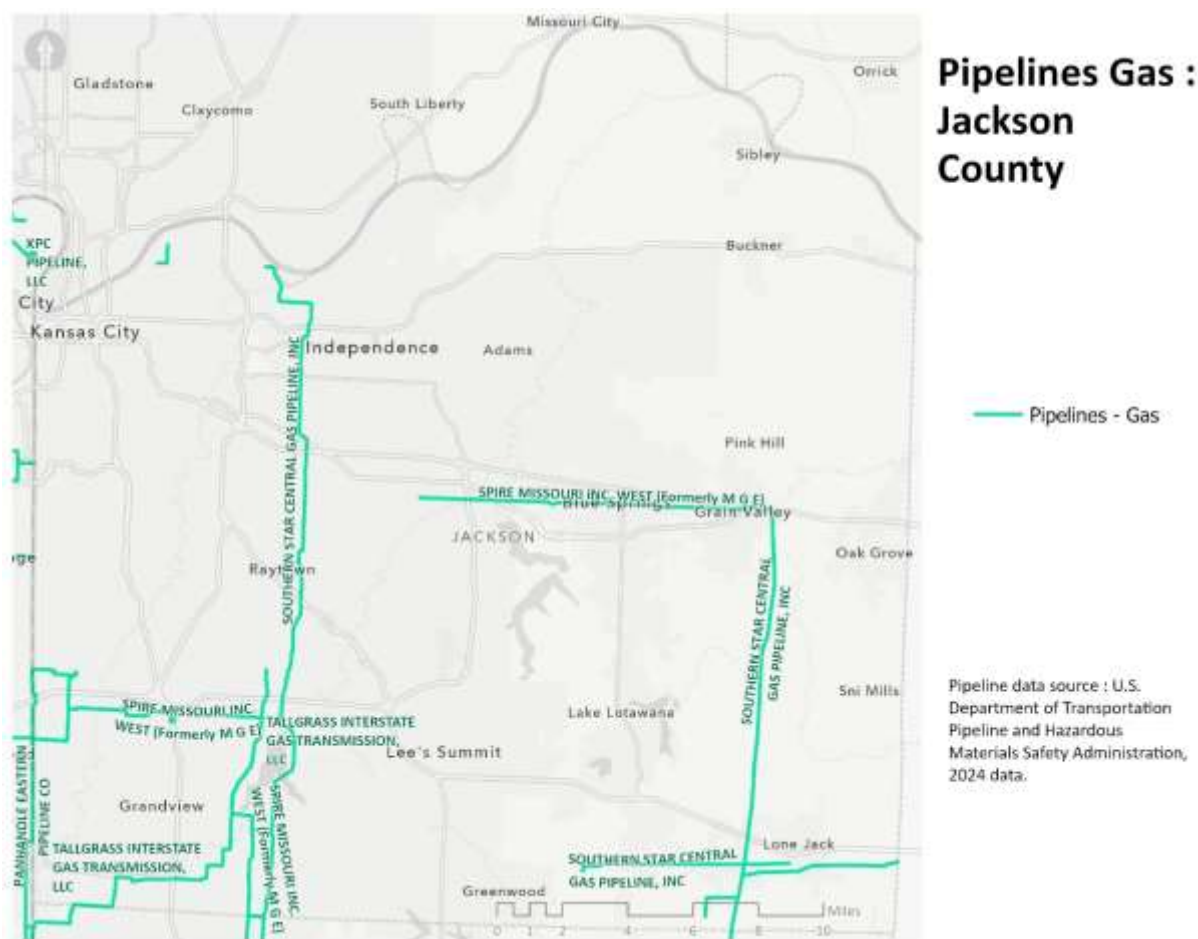 Missouri City
Orrick
Gladstone
Claycomo
South Liberty
Sibley
Pipelines Gas :
Jackson
County
XPC
PIPELINE,
LLC
Buckner
City
Kansas City
Independence
Adams
SOUTHERN STAR CENTRAL GAS PIPELINE, INC
Pipelines - Gas
Pink Hill
SPIRE MISSOURI INC. WEST (Formerly M G E)
Blue Springs
Grain Valley
JACKSON
Oak Grove
Raytown
SOUTHERN STAR CENTRAL
GAS PIPELINE, INC
Sni Mills
SPIRE MISSOURI INC.
WEST (Formerly M G E)
TALLGRASS INTERSTATE
GAS TRANSMISSION,
LLC
Lake Lotawana
Lee's Summit
Pipeline data source : U.S.
Department of Transportation
Pipeline and Hazardous
Materials Safety Administration,
2024 data.
PANHANDLE EASTERN
PIPELINE CO
Grandview
SPIRE MISSOURI INC.
WEST (Formerly M G E)
TALLGRASS INTERSTATE
GAS TRANSMISSION,
LLC
Lone Jack
SOUTHERN STAR CENTRAL
GAS PIPELINE, INC
Greenwood
Miles
0 1 2 4 6 8 10